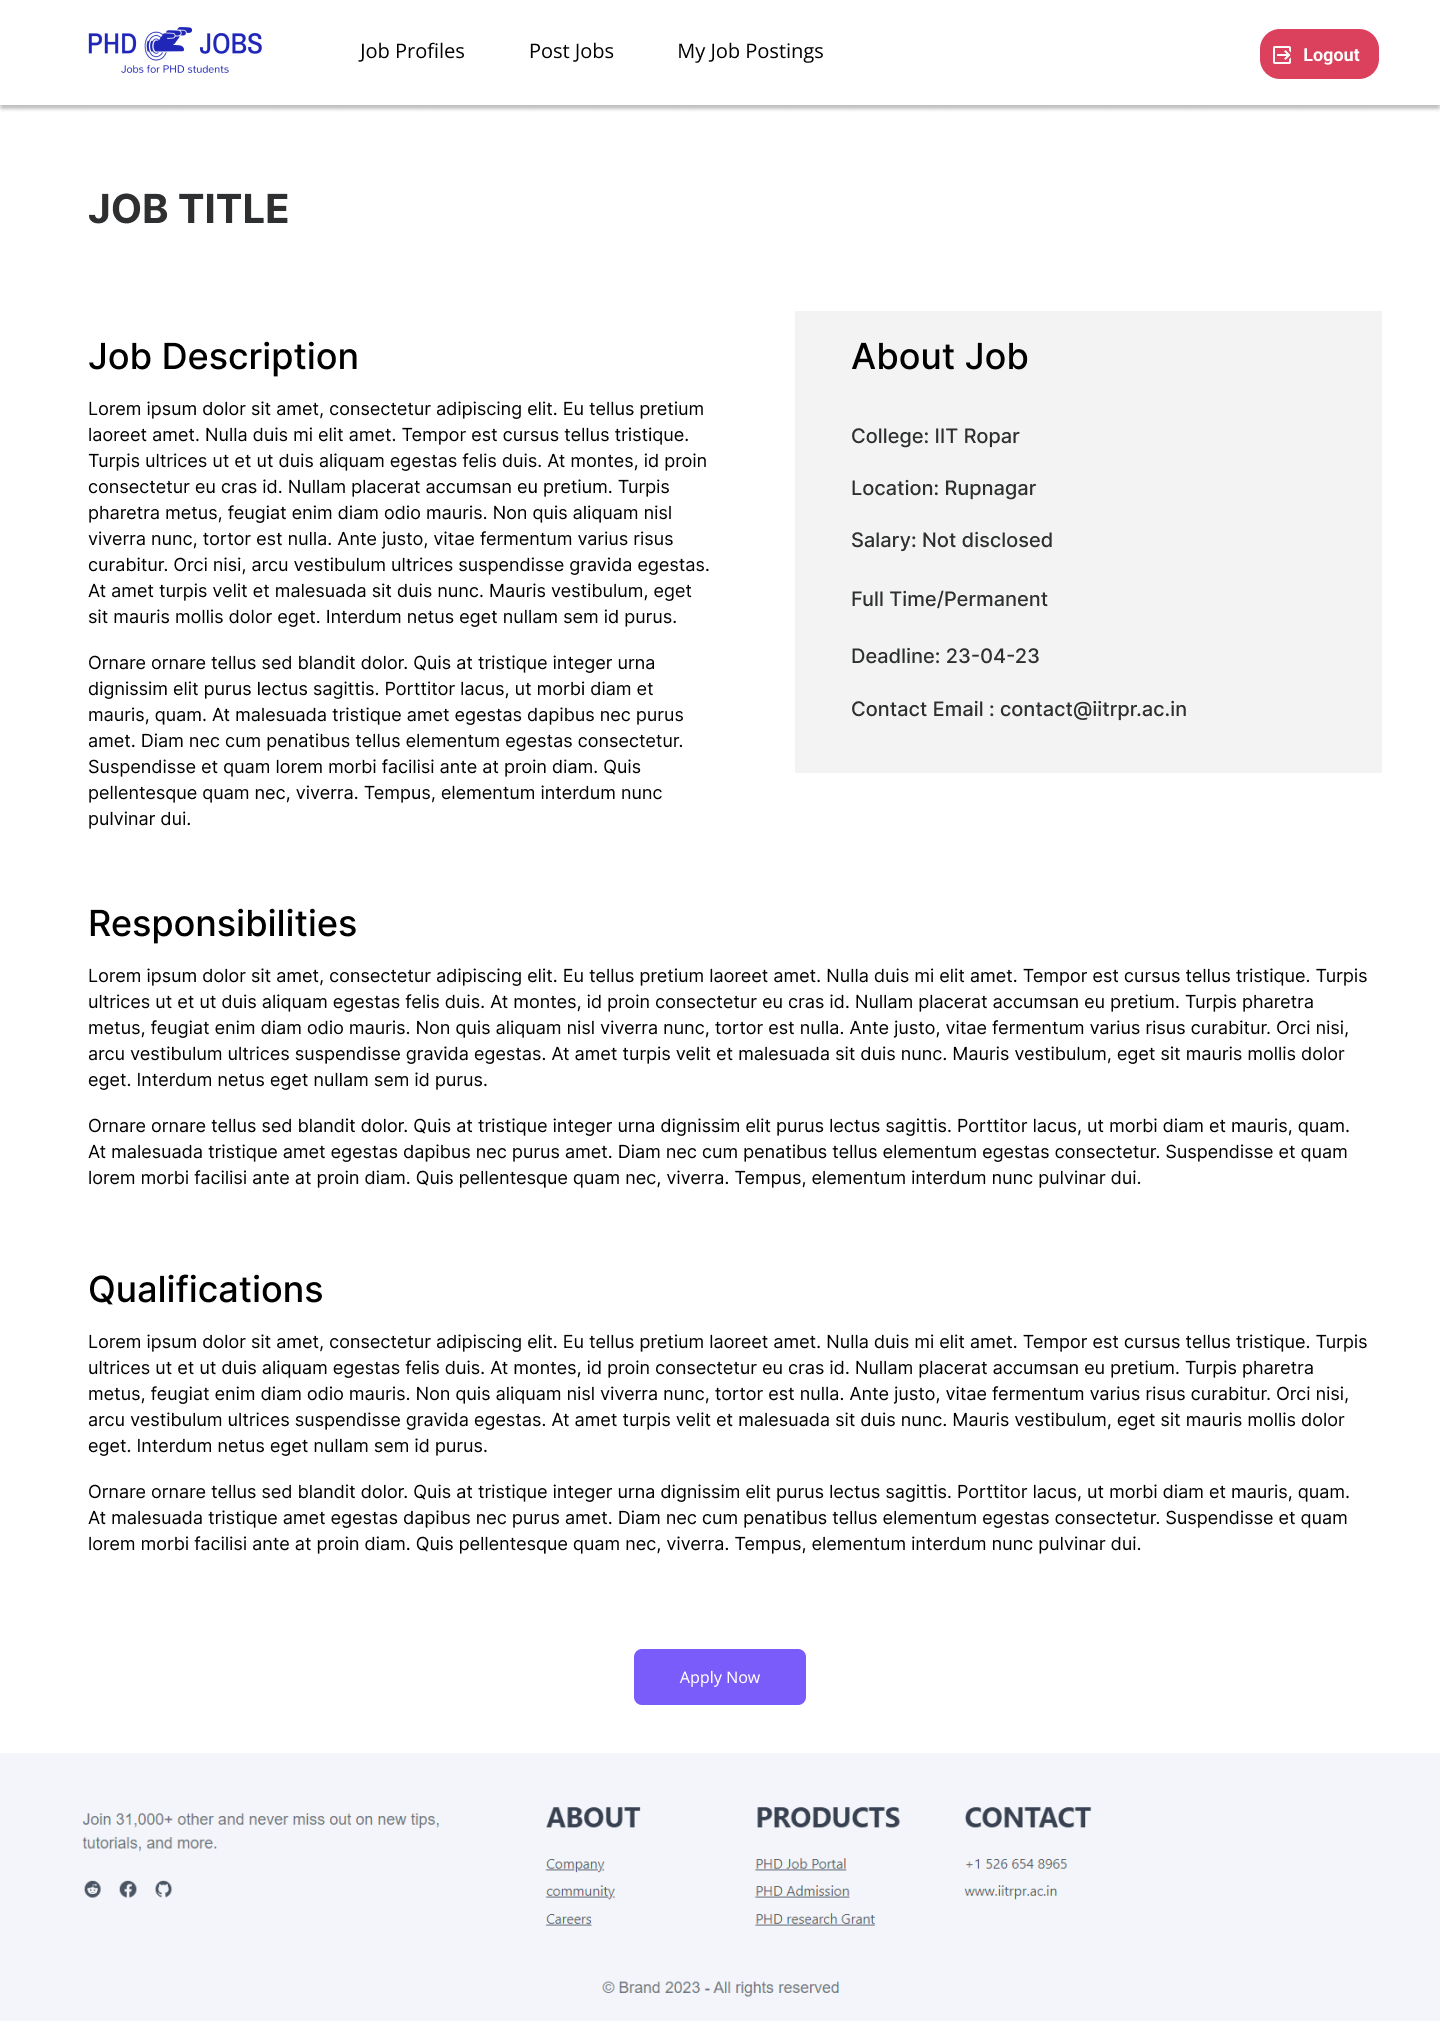 PHD JOBS
Jobs for PHD students
Job Profiles
Post Jobs
My Job Postings
Logout
JOB TITLE
Job Description
Lorem ipsum dolor sit amet, consectetur adipiscing elit. Eu tellus pretium
laoreet amet. Nulla duis mi elit amet. Tempor est cursus tellus tristique.
Turpis ultrices ut et ut duis aliquam egestas felis duis. At montes, id proin
consectetur eu cras id. Nullam placerat accumsan eu pretium. Turpis
pharetra metus, feugiat enim diam odio mauris. Non quis aliquam nisl
viverra nunc, tortor est nulla. Ante justo, vitae fermentum varius risus
curabitur. Orci nisi, arcu vestibulum ultrices suspendisse gravida egestas.
At amet turpis velit et malesuada sit duis nunc. Mauris vestibulum, eget
sit mauris mollis dolor eget. Interdum netus eget nullam sem id purus.
Ornare ornare tellus sed blandit dolor. Quis at tristique integer urna
dignissim elit purus lectus sagittis. Porttitor lacus, ut morbi diam et
mauris, quam. At malesuada tristique amet egestas dapibus nec purus
amet. Diam nec cum penatibus tellus elementum egestas consectetur.
Suspendisse et quam lorem morbi facilisi ante at proin diam. Quis
pellentesque quam nec, viverra. Tempus, elementum interdum nunc
pulvinar dui.
About Job
College: IIT Ropar
Location: Rupnagar
Salary: Not disclosed
Full Time/Permanent
Deadline: 23-04-23
Contact Email : contact@iitrpr.ac.in
Responsibilities
Lorem ipsum dolor sit amet, consectetur adipiscing elit. Eu tellus pretium laoreet amet. Nulla duis mi elit amet. Tempor est cursus tellus tristique. Turpis
ultrices ut et ut duis aliquam egestas felis duis. At montes, id proin consectetur eu cras id. Nullam placerat accumsan eu pretium. Turpis pharetra
metus, feugiat enim diam odio mauris. Non quis aliquam nisl viverra nunc, tortor est nulla. Ante justo, vitae fermentum varius risus curabitur. Orci nisi,
arcu vestibulum ultrices suspendisse gravida egestas. At amet turpis velit et malesuada sit duis nunc. Mauris vestibulum, eget sit mauris mollis dolor
eget. Interdum netus eget nullam sem id purus.
Ornare ornare tellus sed blandit dolor. Quis at tristique integer urna dignissim elit purus lectus sagittis. Porttitor lacus, ut morbi diam et mauris, quam.
At malesuada tristique amet egestas dapibus nec purus amet. Diam nec cum penatibus tellus elementum egestas consectetur. Suspendisse et quam
lorem morbi facilisi ante at proin diam. Quis pellentesque quam nec, viverra. Tempus, elementum interdum nunc pulvinar dui.
Qualifications
Lorem ipsum dolor sit amet, consectetur adipiscing elit. Eu tellus pretium laoreet amet. Nulla duis mi elit amet. Tempor est cursus tellus tristique. Turpis
ultrices ut et ut duis aliquam egestas felis duis. At montes, id proin consectetur eu cras id. Nullam placerat accumsan eu pretium. Turpis pharetra
metus, feugiat enim diam odio mauris. Non quis aliquam nisl viverra nunc, tortor est nulla. Ante justo, vitae fermentum varius risus curabitur. Orci nisi,
arcu vestibulum ultrices suspendisse gravida egestas. At amet turpis velit et malesuada sit duis nunc. Mauris vestibulum, eget sit mauris mollis dolor
eget. Interdum netus eget nullam sem id purus.
Ornare ornare tellus sed blandit dolor. Quis at tristique integer urna dignissim elit purus lectus sagittis. Porttitor lacus, ut morbi diam et mauris, quam.
At malesuada tristique amet egestas dapibus nec purus amet. Diam nec cum penatibus tellus elementum egestas consectetur. Suspendisse et quam
lorem morbi facilisi ante at proin diam. Quis pellentesque quam nec, viverra. Tempus, elementum interdum nunc pulvinar dui.
Apply Now
Join 31,000+ other and never miss out on new tips,
tutorials, and more.
ABOUT
Company
community
Careers
PRODUCTS
PHD Job Portal
PHD Admission
PHD research Grant
CONTACT
+1 526 654 8965
www.iitrpr.ac.in
© Brand 2023 - All rights reserved